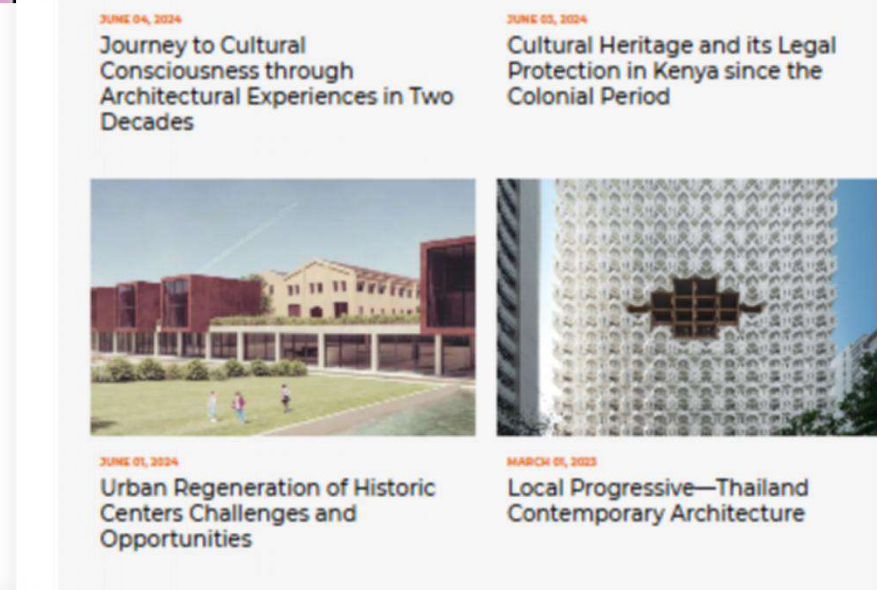 JUNE 04, 2024
Journey to Cultural
Consciousness through
Architectural Experiences in Two
Decades
JUNE 03, 2024
Cultural Heritage and its Legal
Protection in Kenya since the
Colonial Period
JUNE 01, 2024
Urban Regeneration of Historic
Centers Challenges and
Opportunities
MARCH 01, 2023
Local Progressive—Thailand
Contemporary Architecture